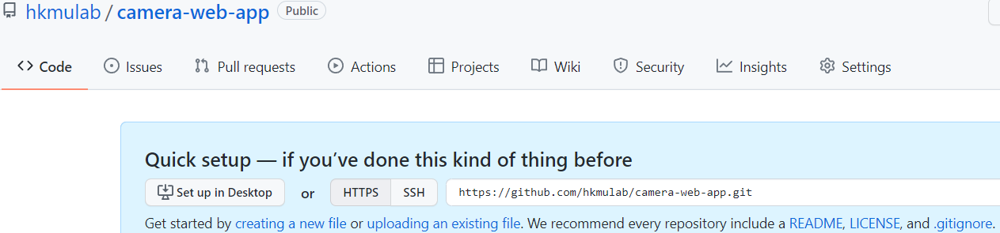 hkmulab / camera-web-app Public
Code Issues Pull requests Actions Projects Wiki Security Insights Settings
Quick setup — if you’ve done this kind of thing before
Set up in Desktop or HTTPS SSH https://github.com/hkmulab/camera-web-app.git
Get started by creating a new file or uploading an existing file. We recommend every repository include a README, LICENSE, and .gitignore.